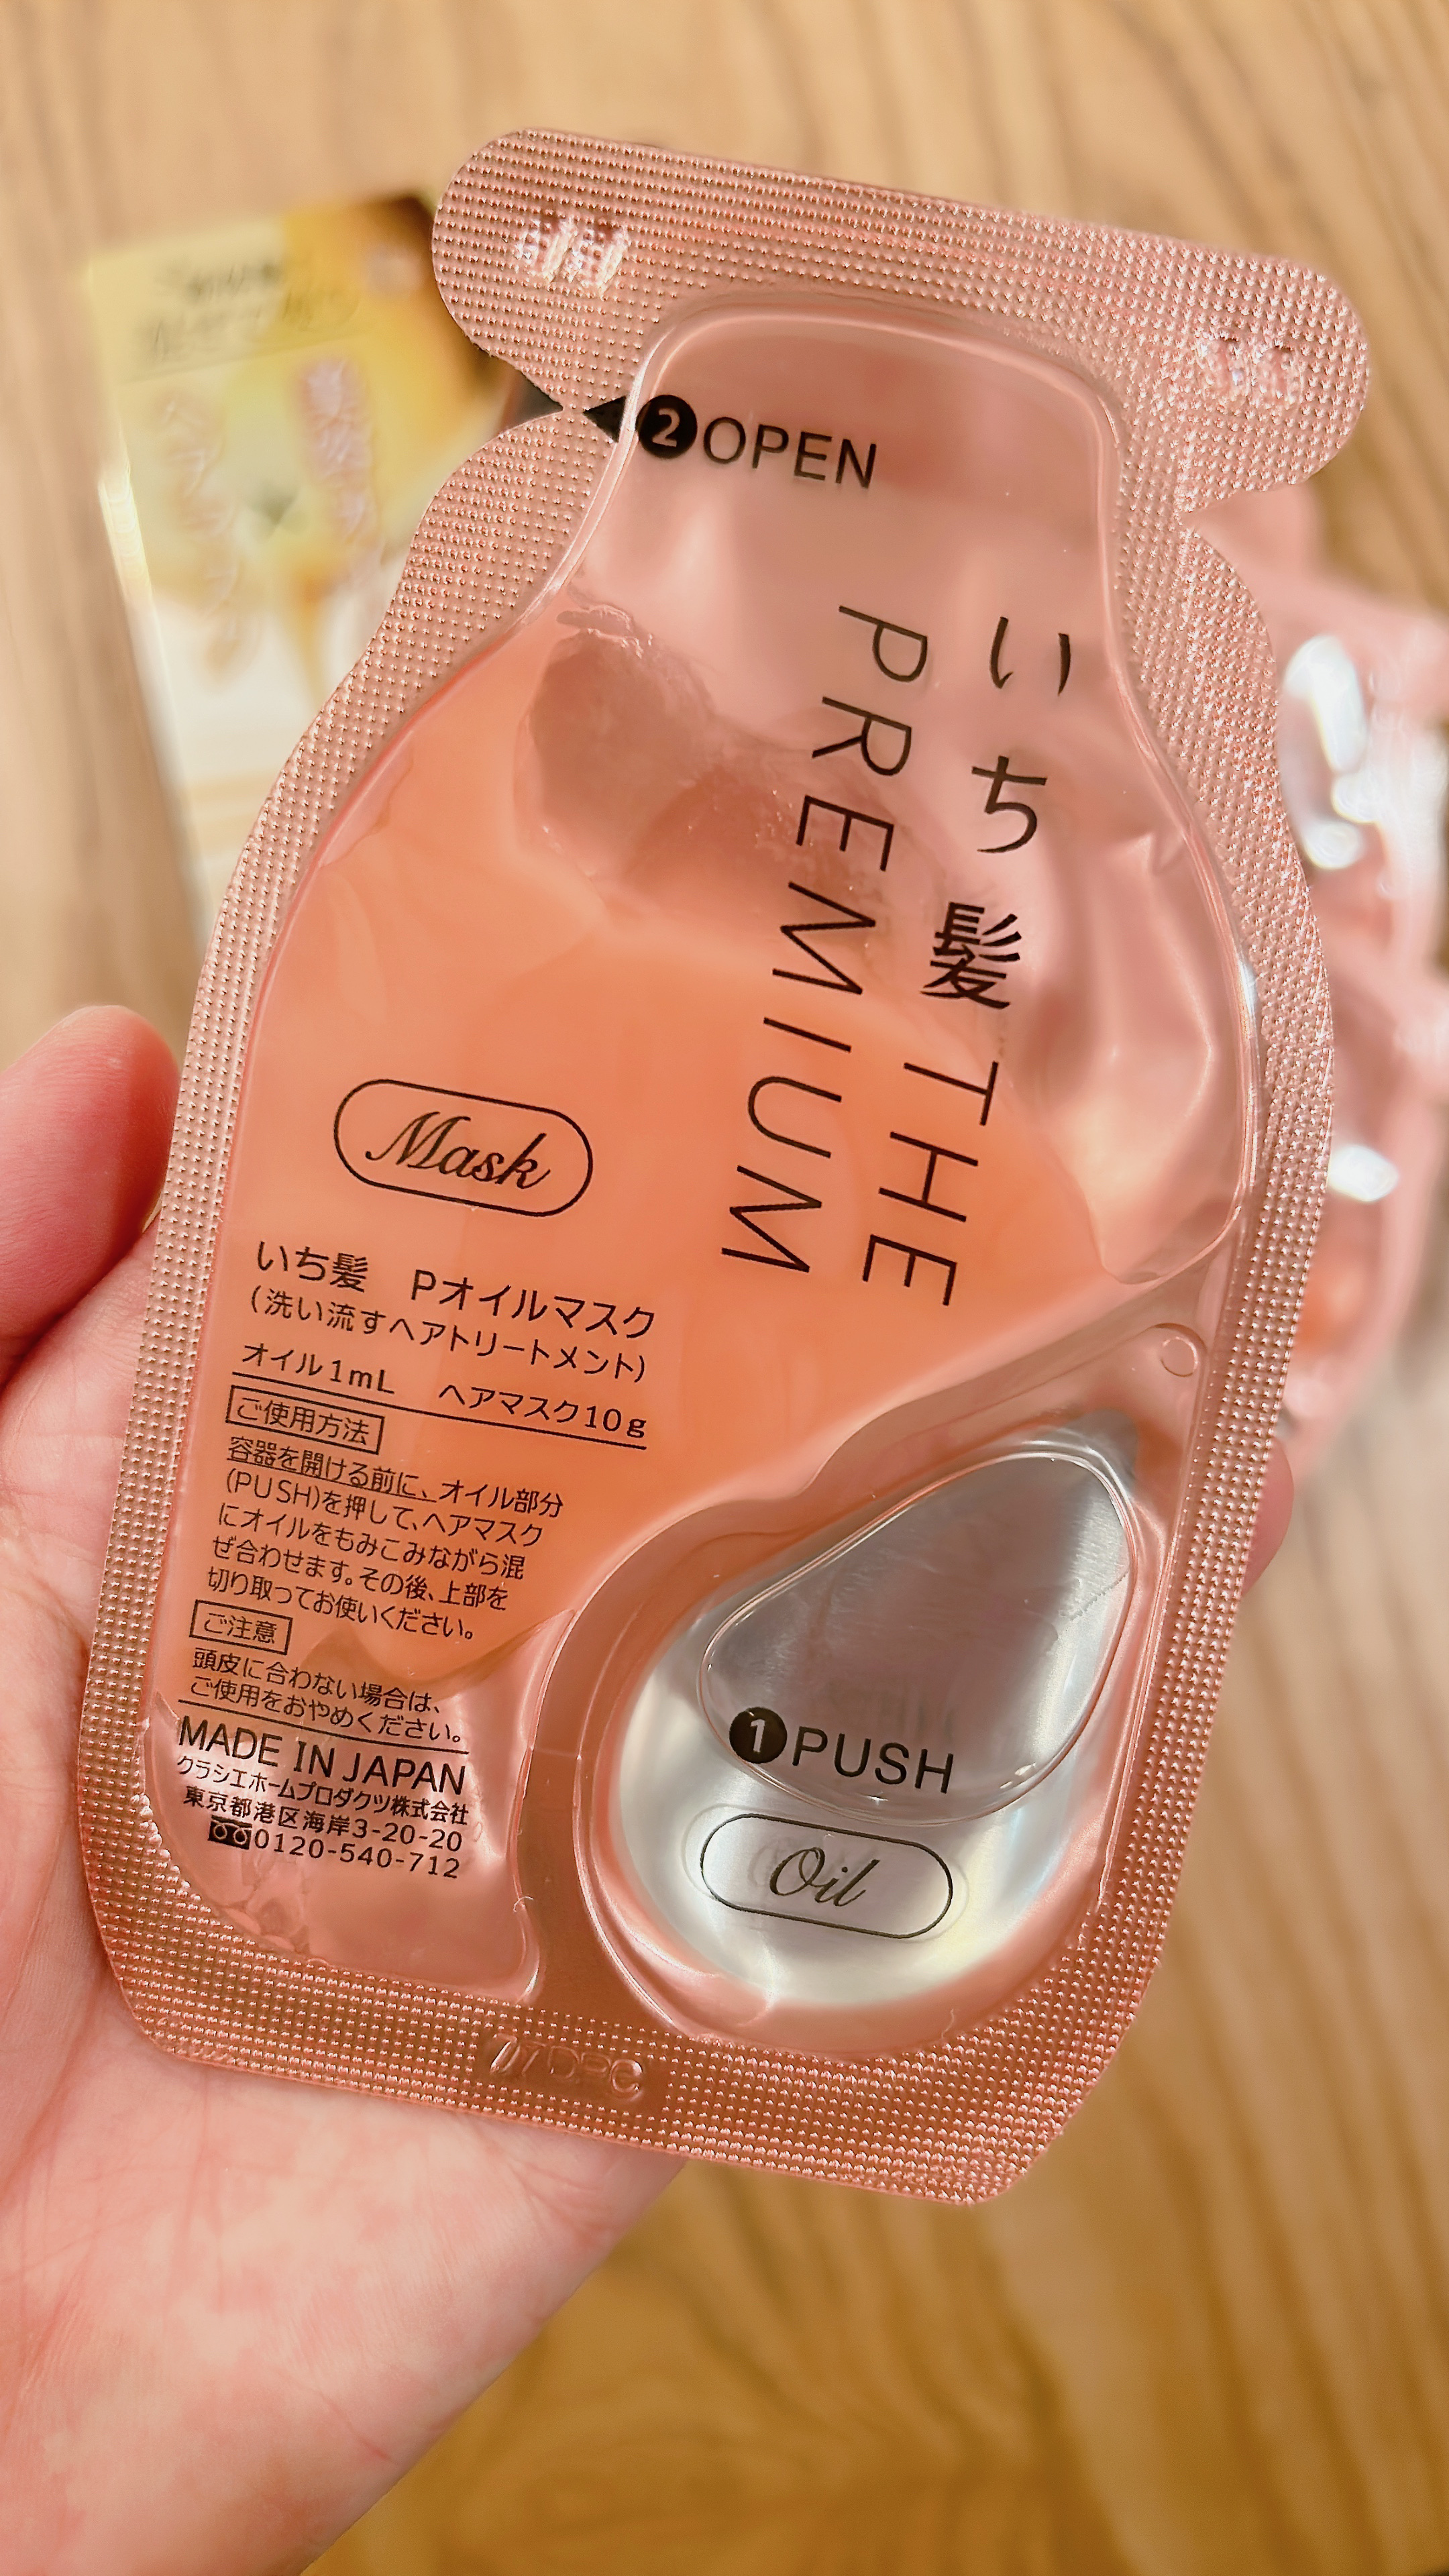 ❷OPEN
いち髪 THE
PREMIUM
Mask
いち髪 Pオイルマスク
(洗い流すヘアトリートメント)
オイル1mL ヘアマスク10g
ご使用方法
容器を開ける前に、オイル部分
(PUSH)を押して、ヘアマスク
にオイルをもみこみながら混
ぜ合わせます。その後、上部を
切り取ってお使いください。
ご注意
頭皮に合わない場合は、
ご使用をおやめください。
MADE IN JAPAN
クラシエホームプロダクツ株式会社
東京都港区海岸3-20-20
0120-540-712
❶PUSH
Oil